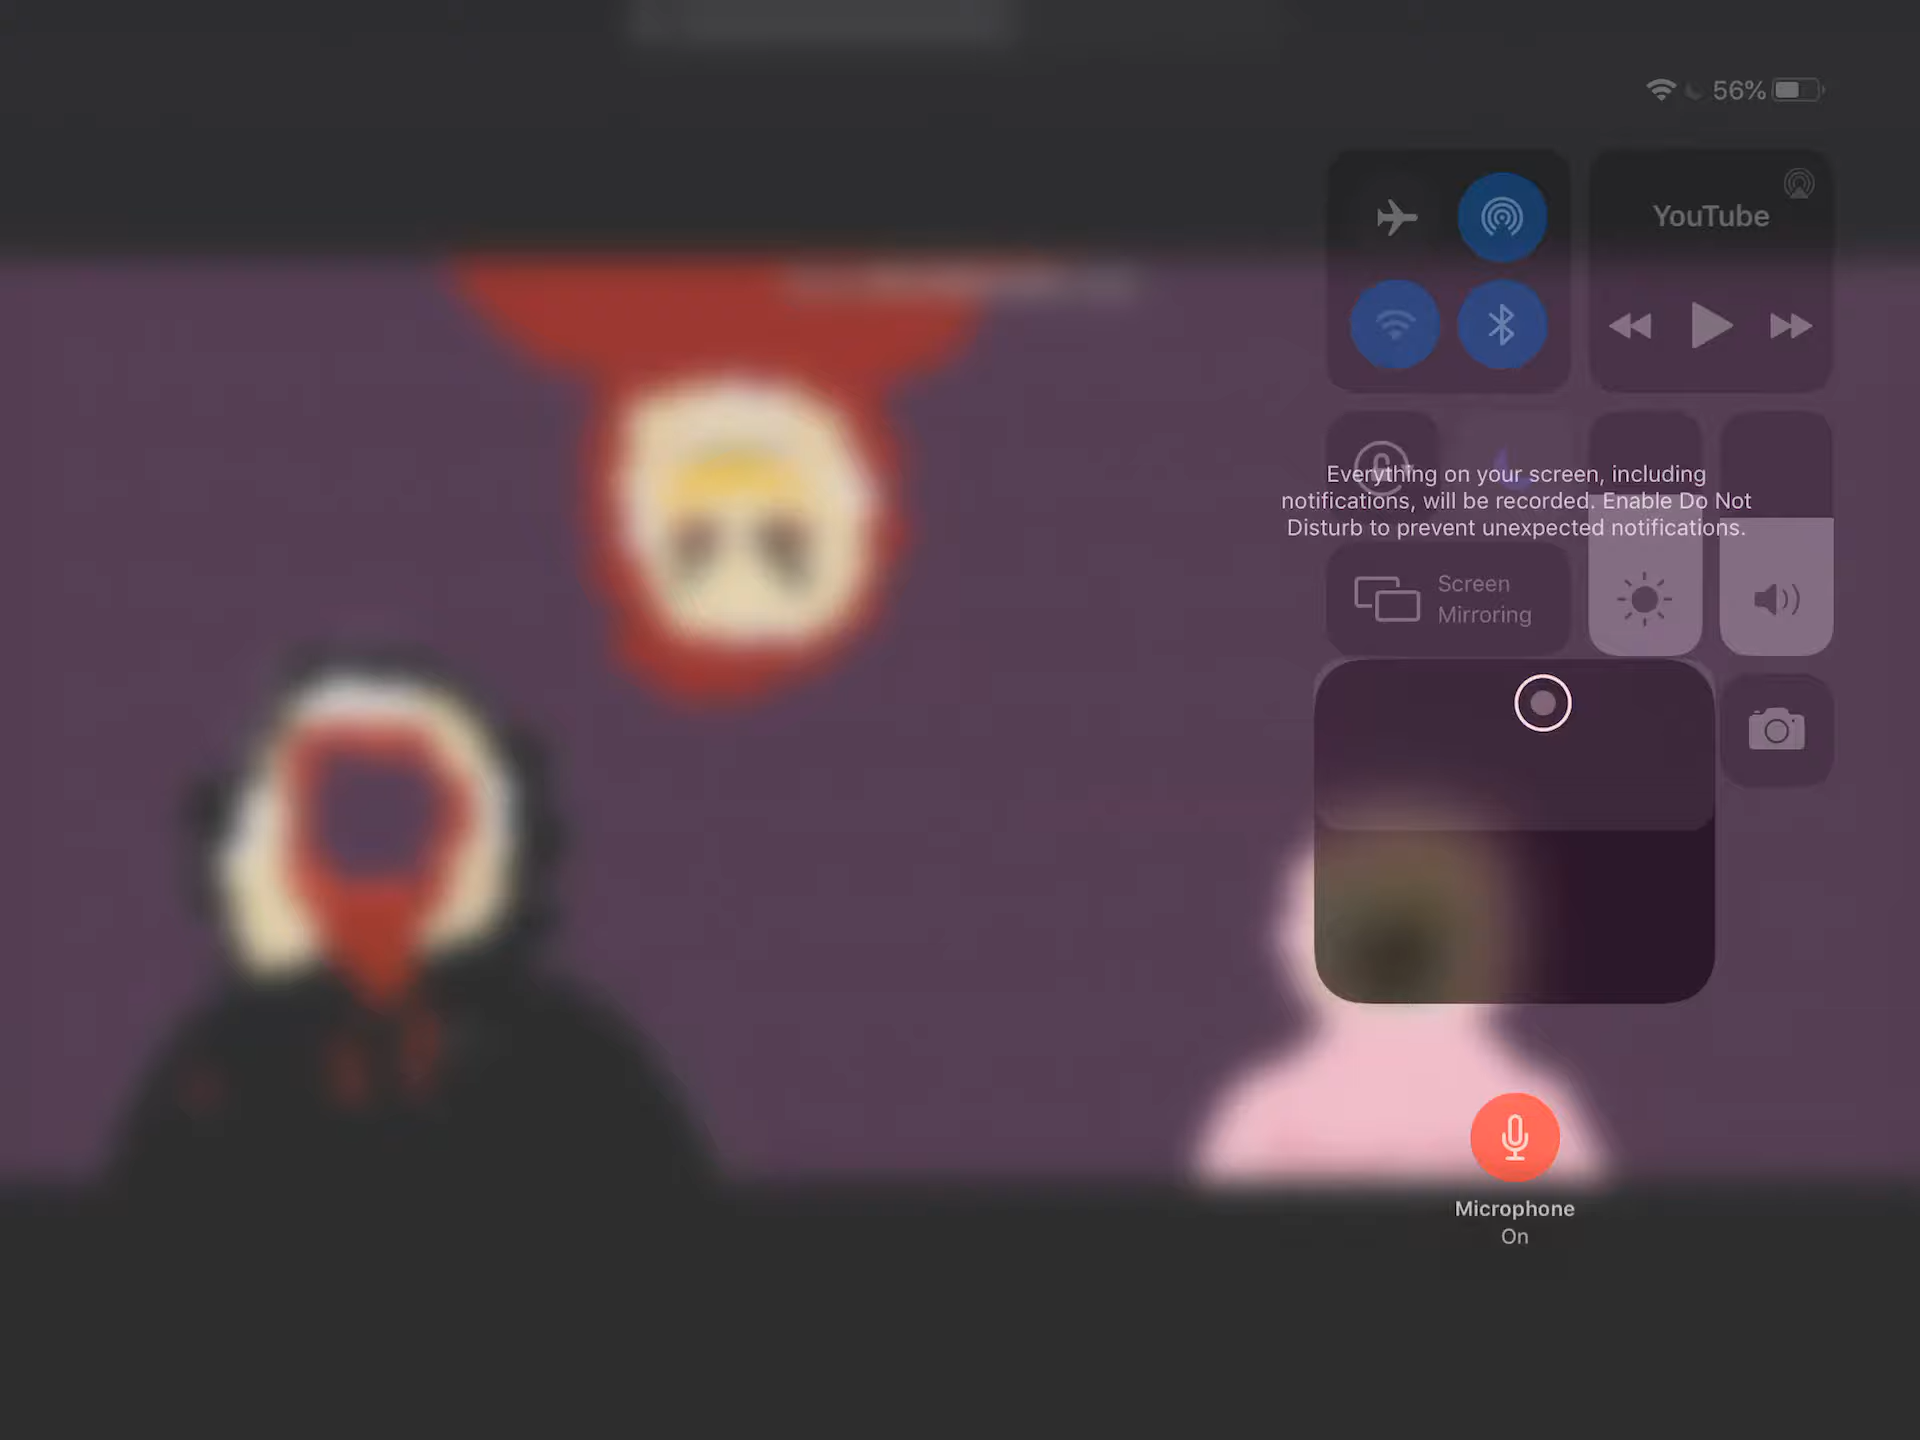 56%
YouTube
Everything on your screen, including
notifications, will be recorded. Enable Do Not
Disturb to prevent unexpected notifications.
Screen
Mirroring
Microphone
On